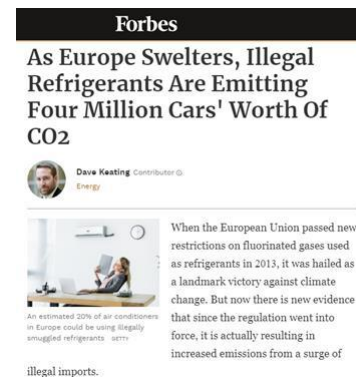 Forbes
As Europe Swelters, Illegal
Refrigerants Are Emitting
Four Million Cars' Worth Of
CO2
Dave Keating Contributor
Energy
An estimated 20% of air conditioners
in Europe could be using illegally
smuggled refrigerants GETTY
When the European Union passed new
restrictions on fluorinated gases used
as refrigerants in 2013, it was hailed as
a landmark victory against climate
change. But now there is new evidence
that since the regulation went into
force, it is actually resulting in
increased emissions from a surge of
illegal imports.